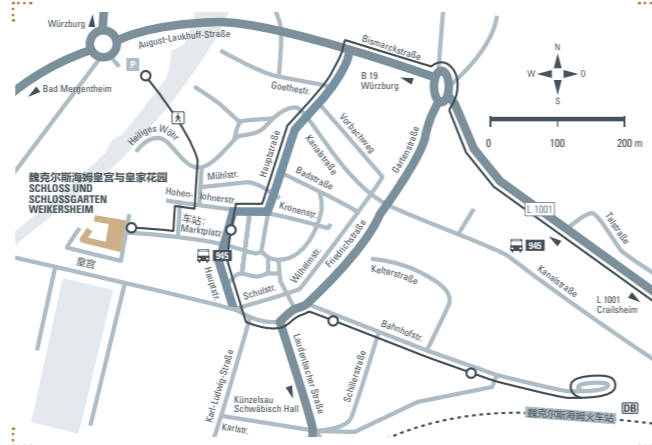 Würzburg
August-Laukhuff-Straße
Bismarckstraße
P
B 19
Würzburg
N
W
O
S
Bad Mergentheim
Goethestr.
0
100
200 m
Heiliges Wöhr
Hauptstraße
Vorbachweg
Kanalstraße
Gartenstraße
魏克尔斯海姆皇宫与皇家花园
SCHLOSS UND
SCHLOSSGARTEN
WEIKERSHEIM
Mühlstr.
Badstraße
Hohen-lohnerstr.
Kronenstr.
车站:
Marktplatz
L 1001
Talstraße
945
945
皇宫
Hauptstr.
Schulstr.
Wilhelmstr.
Friedrichstraße
Kelterstraße
Kanalstraße
L 1001
Crailsheim
Bahnhofstr.
Karl-Ludwig-Straße
Laudenbacher Straße
Schillerstraße
Künzelsau
Schwäbisch Hall
Karlstr.
魏克尔斯海姆火车站
DB